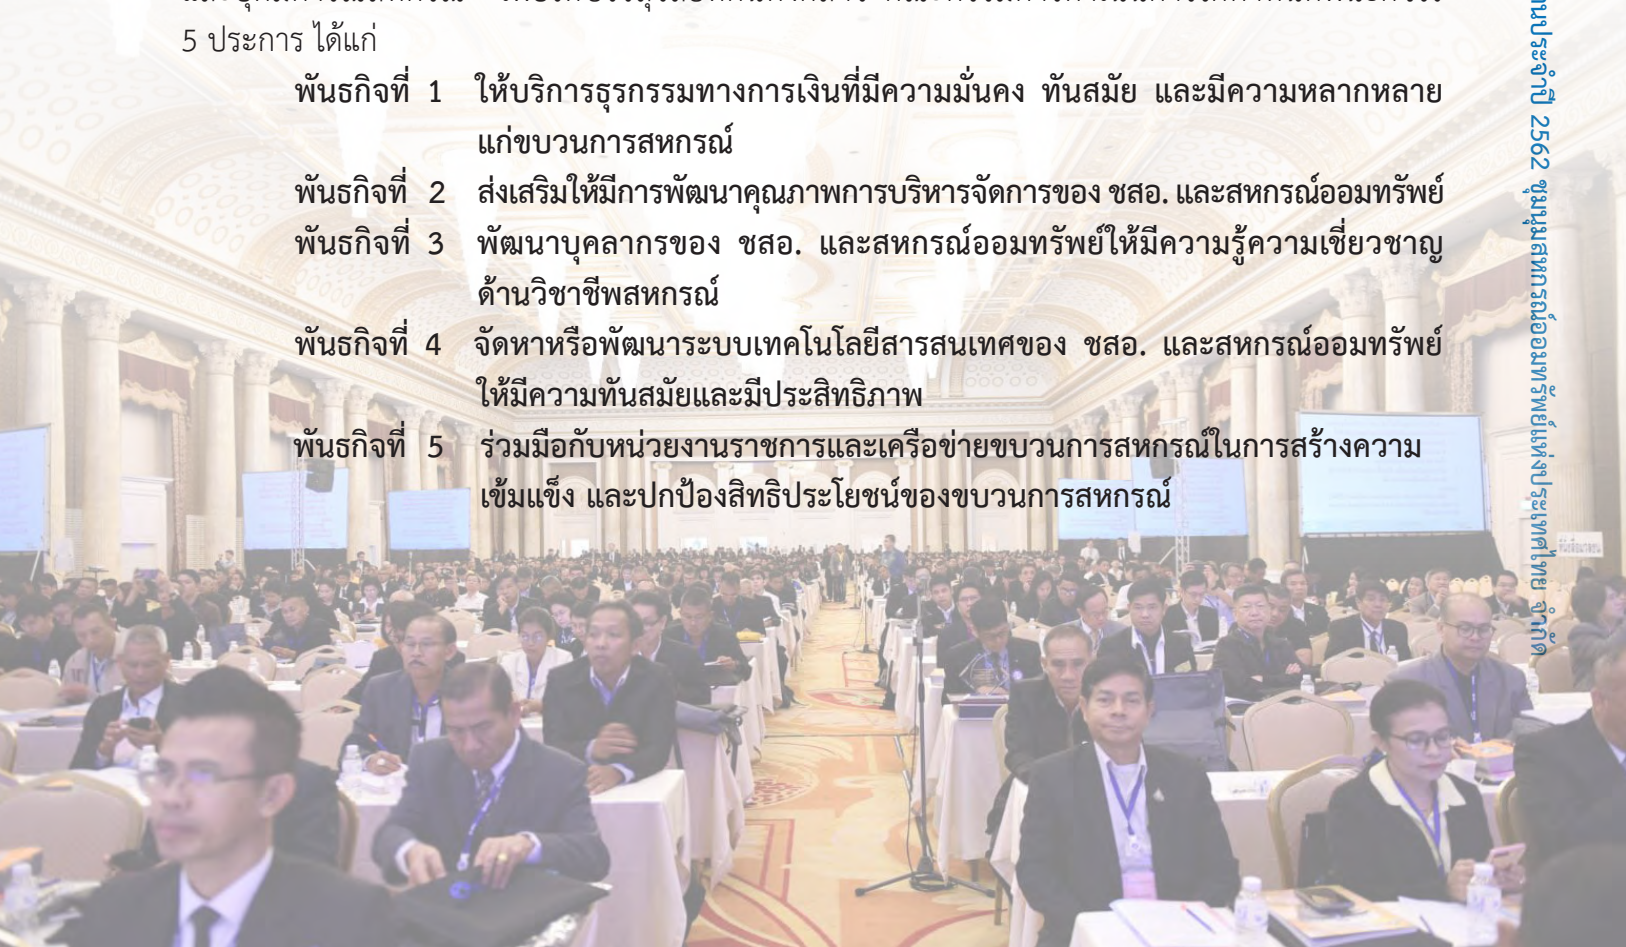 5 ประการ ได้แก่
พันธกิจที่ 1 ให้บริการธุรกรรมทางการเงินที่มีความมั่นคง ทันสมัย และมีความหลากหลาย
แก่ขบวนการสหกรณ์
พันธกิจที่ 2 ส่งเสริมให้มีการพัฒนาคุณภาพการบริหารจัดการของ ชสอ. และสหกรณ์ออมทรัพย์
พันธกิจที่ 3 พัฒนาบุคลากรของ ชสอ. และสหกรณ์ออมทรัพย์ให้มีความรู้ความเชี่ยวชาญ
ด้านวิชาชีพสหกรณ์
พันธกิจที่ 4 จัดหาหรือพัฒนาระบบเทคโนโลยีสารสนเทศของ ชสอ. และสหกรณ์ออมทรัพย์
ให้มีความทันสมัยและมีประสิทธิภาพ
พันธกิจที่ 5 ร่วมมือกับหน่วยงานราชการและเครือข่ายขบวนการสหกรณ์ในการสร้างความ
เข้มแข็ง และปกป้องสิทธิประโยชน์ของขบวนการสหกรณ์
านประจำปี 2562 ชุมนุมสหกรณ์ออมทรัพย์แห่งประเทศไทย จำกัด